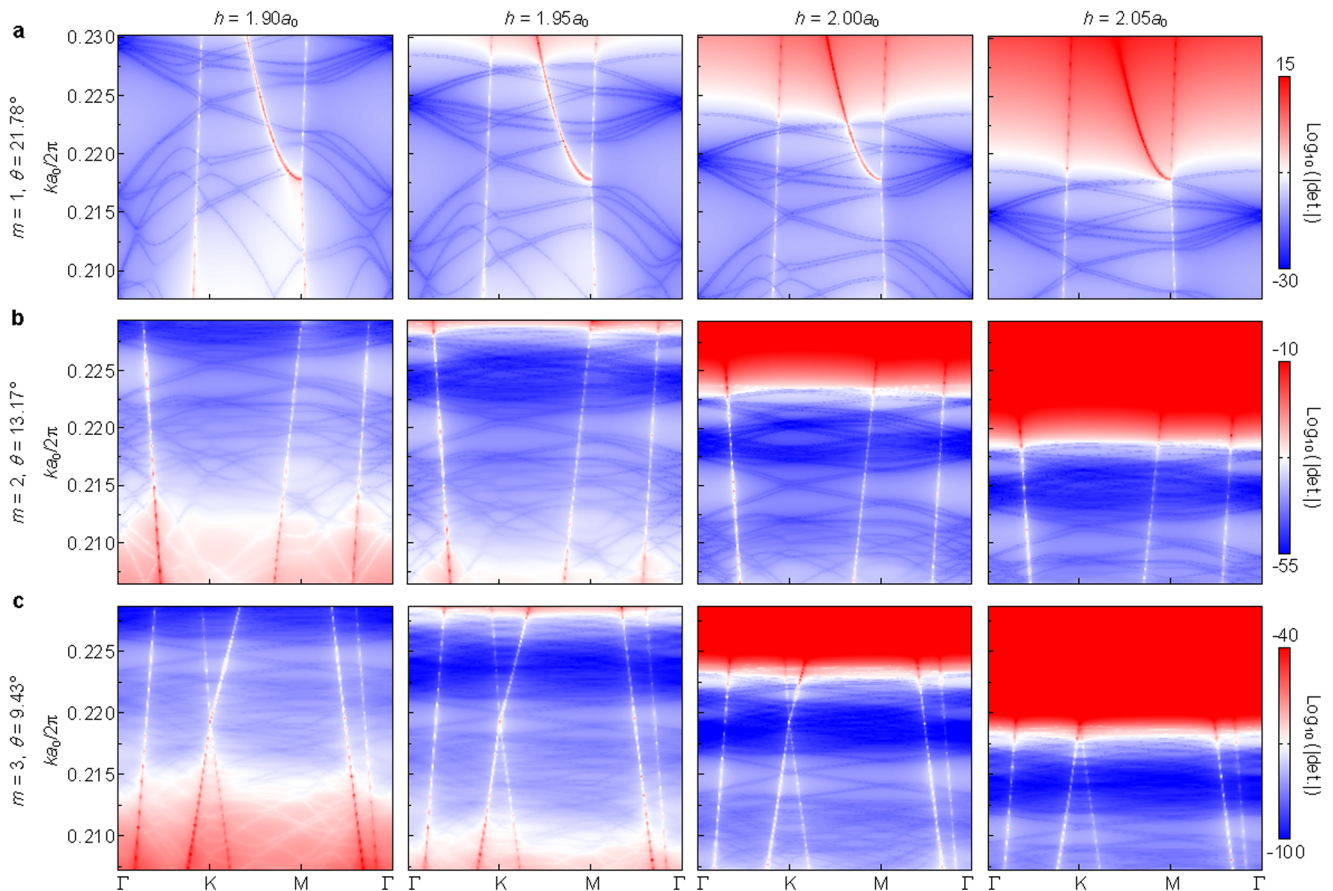 h = 1.90a₀ h = 1.95a₀ h = 2.00a₀ h = 2.05a₀
a
m = 1, θ = 21.78°
ka₀/2π
0.230
0.225
0.220
0.215
0.210
15
Log₁₀ (|det.|)
-30
b
m = 2, θ = 13.17°
ka₀/2π
0.225
0.220
0.215
0.210
-10
Log₁₀ (|det.|)
-55
c
m = 3, θ = 9.43°
ka₀/2π
0.225
0.220
0.215
0.210
-40
Log₁₀ (|det.|)
-100
Γ K M Γ Γ K M Γ Γ K M Γ Γ K M Γ